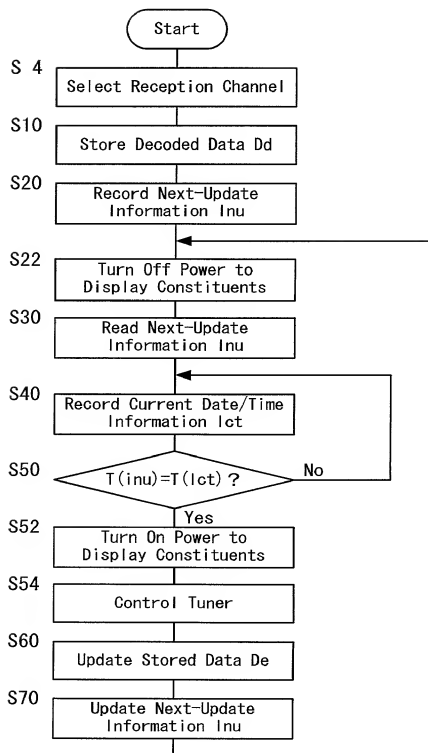 Start
S 4
Select Reception Channel
S10
Store Decoded Data Dd
S20
Record Next-Update
Information Inu
S22
Turn Off Power to
Display Constituents
S30
Read Next-Update
Information Inu
S40
Record Current Date/Time
Information Ict
S50
T(inu)=T(Ict)?
No
Yes
S52
Turn On Power to
Display Constituents
S54
Control Tuner
S60
Update Stored Data De
S70
Update Next-Update
Information Inu